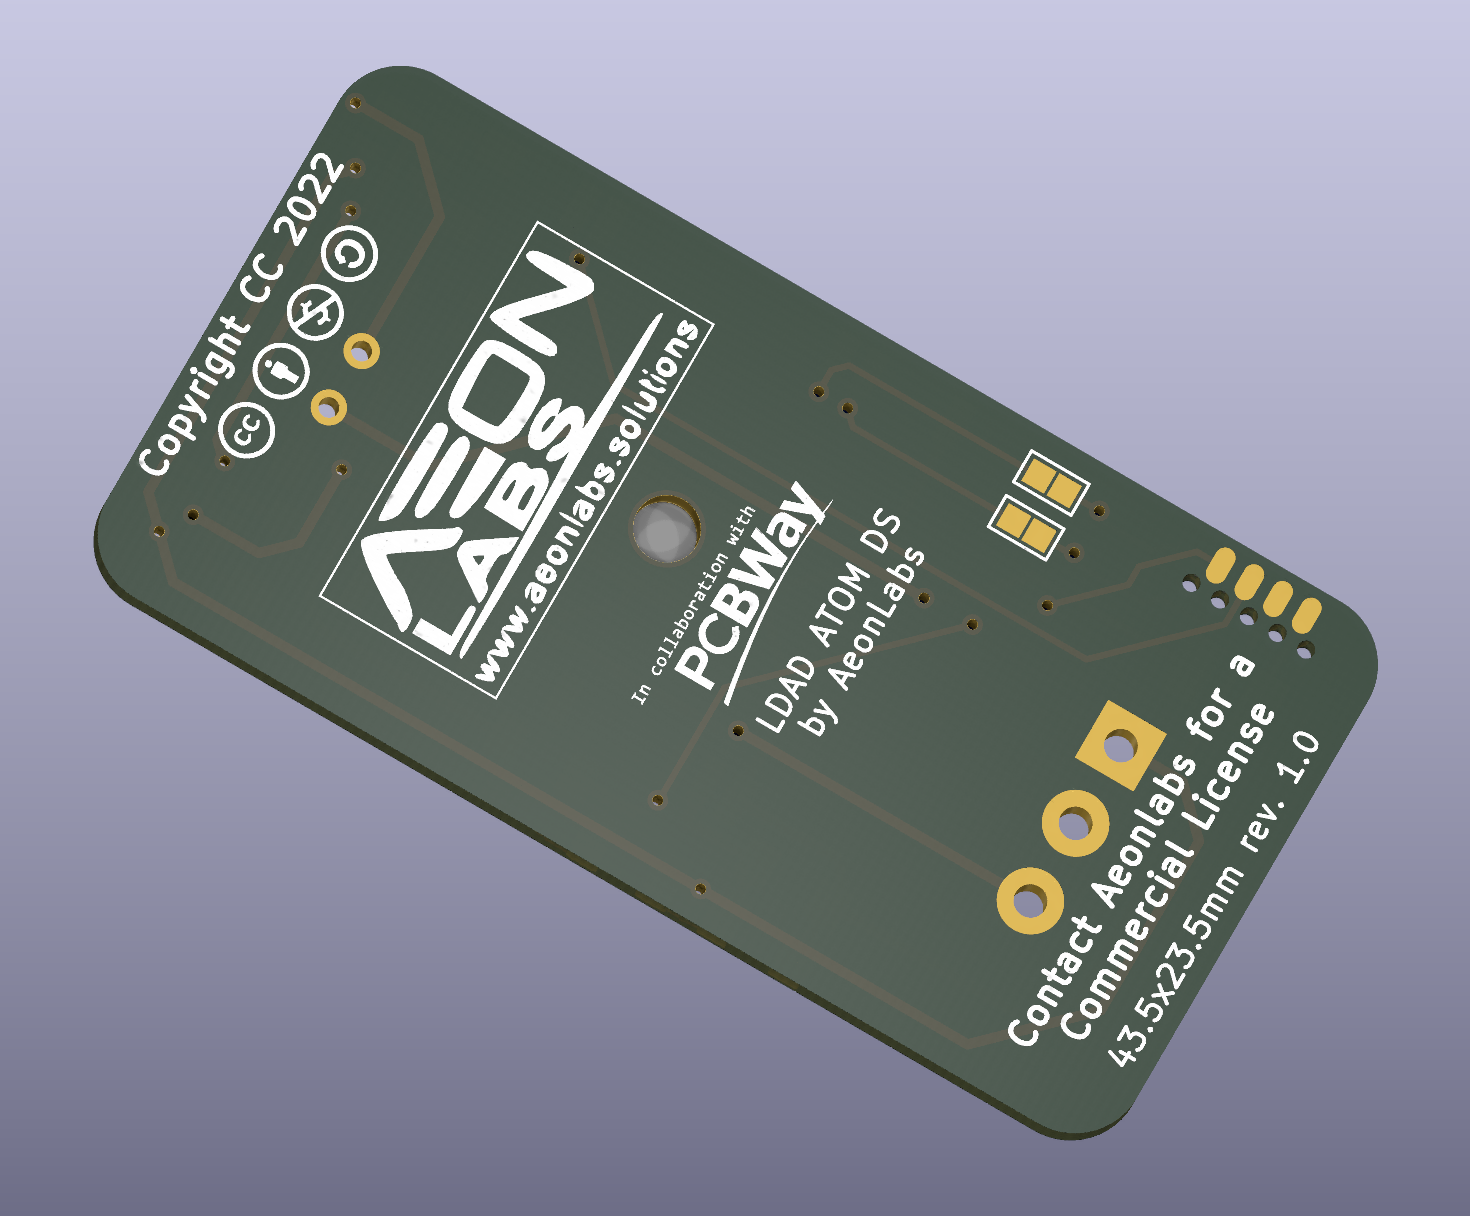 Copyright CC 2022
cc
AEON
LABS
www.aeonlabs.solutions
In collaboration with
PCBWay
LDAD ATOM DS
by AeonLabs
Contact Aeonlabs for a
Commercial License
43.5x23.5mm rev. 1.0